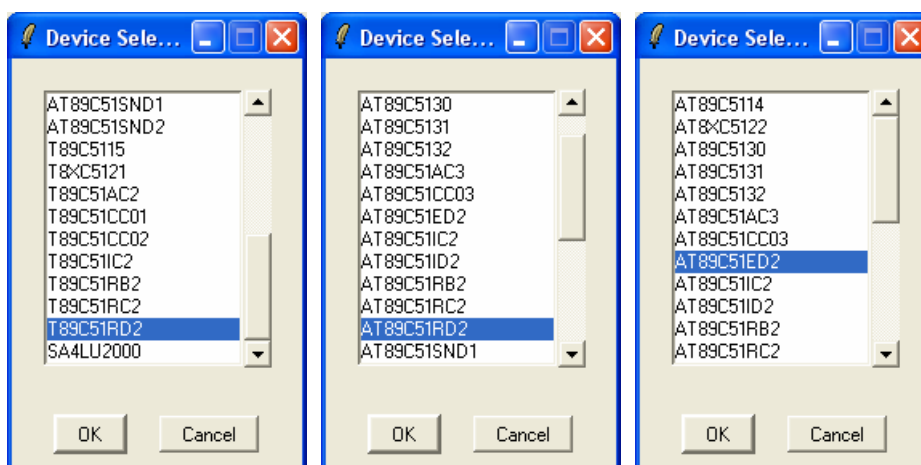 Device Sele...
AT89C51SND1
AT89C51SND2
T89C5115
T8XC5121
T89C51AC2
T89C51CC01
T89C51CC02
T89C51IC2
T89C51RB2
T89C51RC2
T89C51RD2
SA4LU2000
OK
Cancel
Device Sele...
AT89C5130
AT89C5131
AT89C5132
AT89C51AC3
AT89C51CC03
AT89C51ED2
AT89C51IC2
AT89C51ID2
AT89C51RB2
AT89C51RC2
AT89C51RD2
AT89C51SND1
OK
Cancel
Device Sele...
AT89C5114
AT8XC5122
AT89C5130
AT89C5131
AT89C5132
AT89C51AC3
AT89C51CC03
AT89C51ED2
AT89C51IC2
AT89C51ID2
AT89C51RB2
AT89C51RC2
OK
Cancel